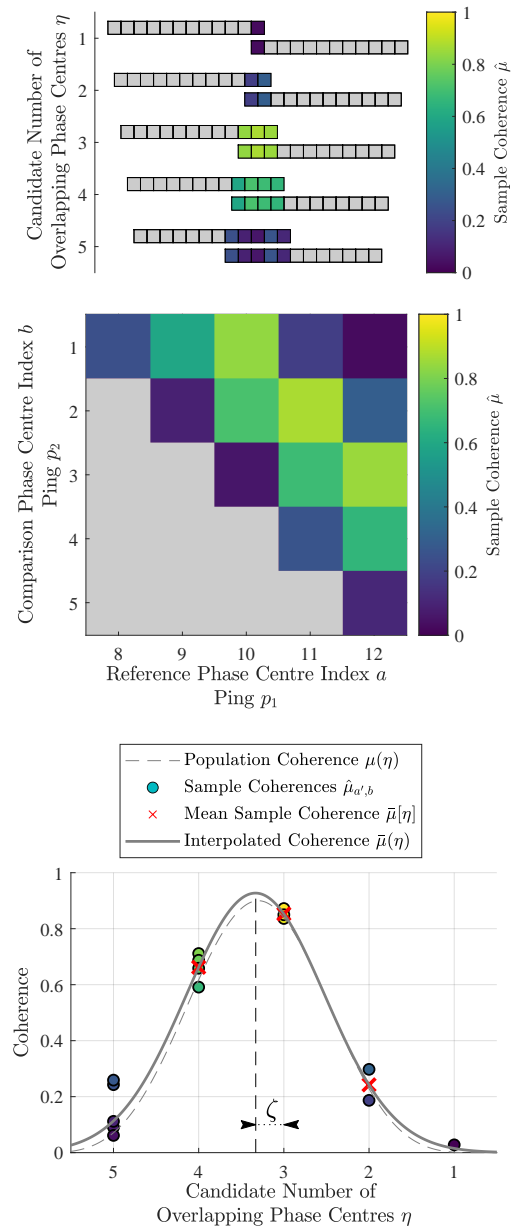 Candidate Number of
Overlapping Phase Centres η
1
2
3
4
5
1
0.8
0.6
0.4
0.2
0
Sample Coherence μ̂
Comparison Phase Centre Index b
Ping p₂
1
2
3
4
5
8 9 10 11 12
Reference Phase Centre Index a
Ping p₁
1
0.8
0.6
0.4
0.2
0
Sample Coherence μ̂
Population Coherence μ(η)
Sample Coherences μ̂ₐ′,b
Mean Sample Coherence μ̄[η]
Interpolated Coherence μ̄(η)
Coherence
1
0.8
0.6
0.4
0.2
0
ζ
5 4 3 2 1
Candidate Number of
Overlapping Phase Centres η